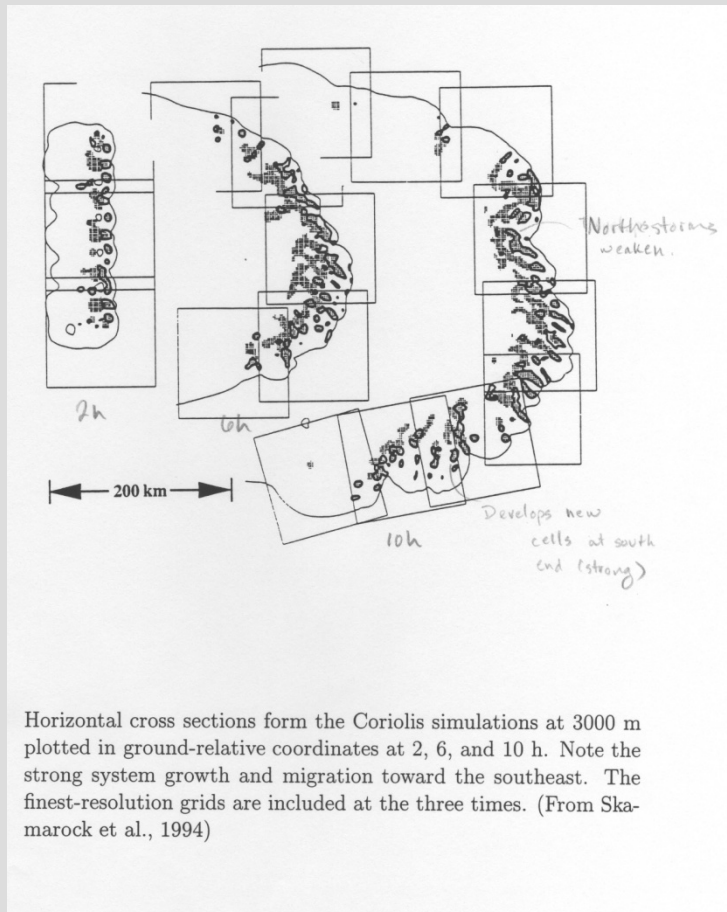 North storms
weaken.
2h
6h
200 km
Develops new
cells at south
end (strong)
10h
Horizontal cross sections form the Coriolis simulations at 3000 m
plotted in ground-relative coordinates at 2, 6, and 10 h. Note the
strong system growth and migration toward the southeast. The
finest-resolution grids are included at the three times. (From Ska-
marock et al., 1994)